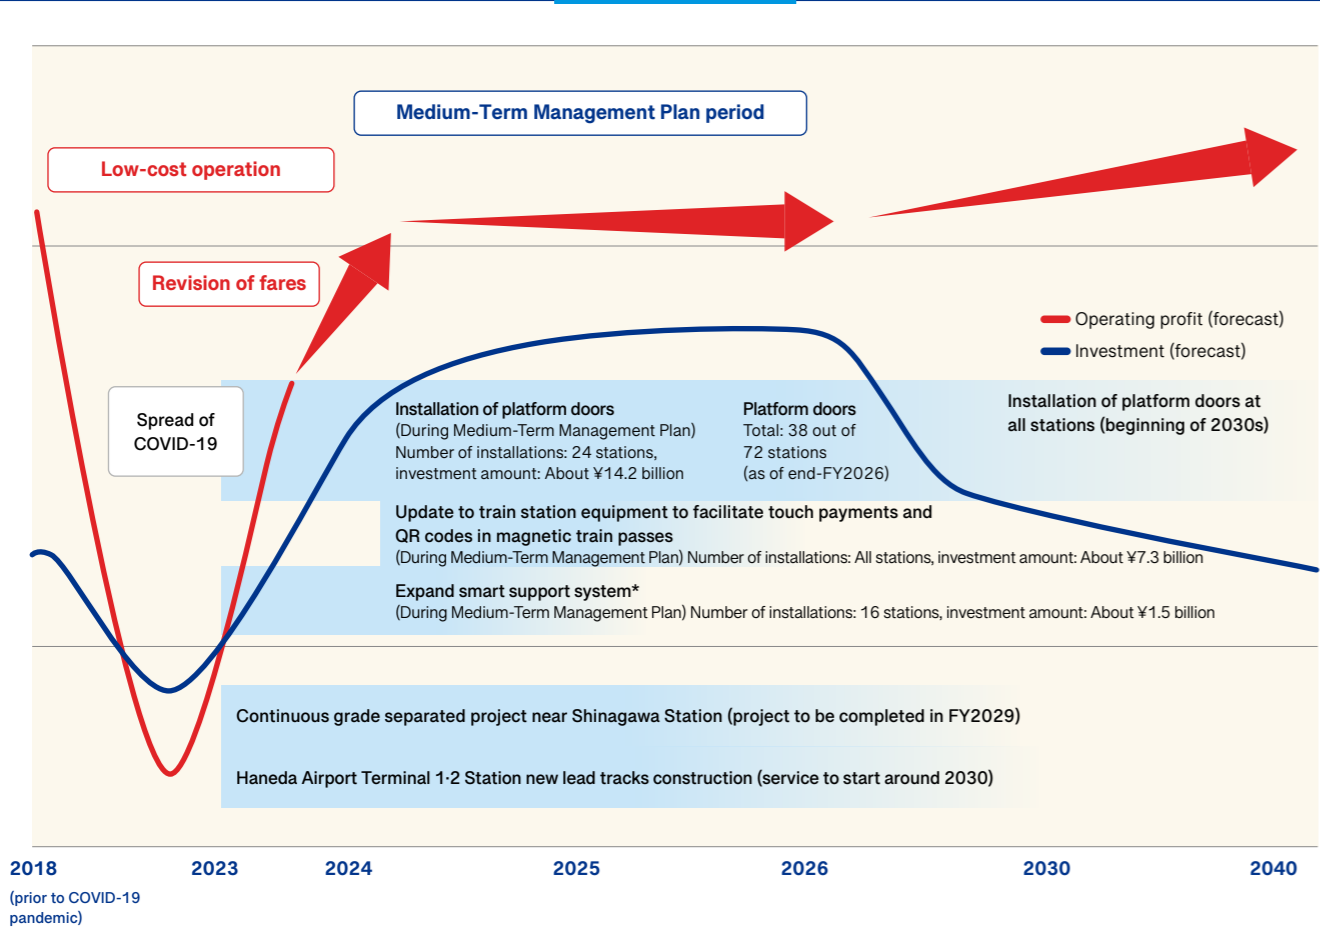 Medium-Term Management Plan period
Low-cost operation
Revision of fares
Operating profit (forecast)
Investment (forecast)
Spread of
COVID-19
Installation of platform doors
(During Medium-Term Management Plan)
Number of installations: 24 stations,
investment amount: About ¥14.2 billion
Platform doors
Total: 38 out of
72 stations
(as of end-FY2026)
Installation of platform doors at
all stations (beginning of 2030s)
Update to train station equipment to facilitate touch payments and
QR codes in magnetic train passes
(During Medium-Term Management Plan) Number of installations: All stations, investment amount: About ¥7.3 billion
Expand smart support system*
(During Medium-Term Management Plan) Number of installations: 16 stations, investment amount: About ¥1.5 billion
Continuous grade separated project near Shinagawa Station (project to be completed in FY2029)
Haneda Airport Terminal 1·2 Station new lead tracks construction (service to start around 2030)
2018 2023 2024 2025 2026 2030 2040
(prior to COVID-19
pandemic)